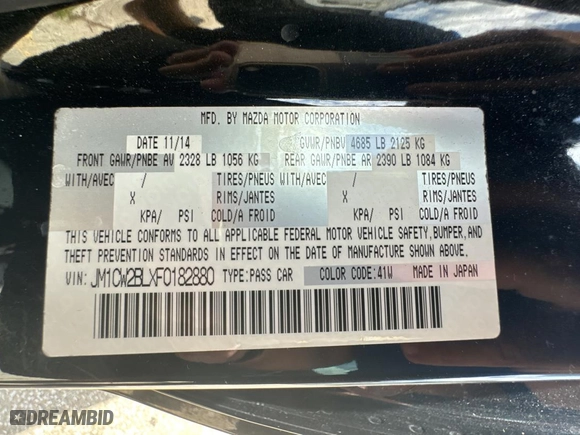 MFD. BY MAZDA MOTOR CORPORATION
DATE 11/14 GVWR/PNBV 4685 LB 2125 KG
FRONT GAWR/PNBE AV 2328 LB 1056 KG REAR GAWR/PNBE AR 2390 LB 1084 KG
WITH/AVEC / TIRES/PNEUS WITH/AVEC / TIRES/PNEUS
X RIMS/JANTES X RIMS/JANTES
KPA/ PSI COLD/A FROID KPA/ PSI COLD/A FROID
THIS VEHICLE CONFORMS TO ALL APPLICABLE FEDERAL MOTOR VEHICLE SAFETY, BUMPER, AND
THEFT PREVENTION STANDARDS IN EFFECT ON THE DATE OF MANUFACTURE SHOWN ABOVE.
VIN: JM1CW2BLXF0182880 TYPE:PASS CAR COLOR CODE:41W MADE IN JAPAN
DREAMBID